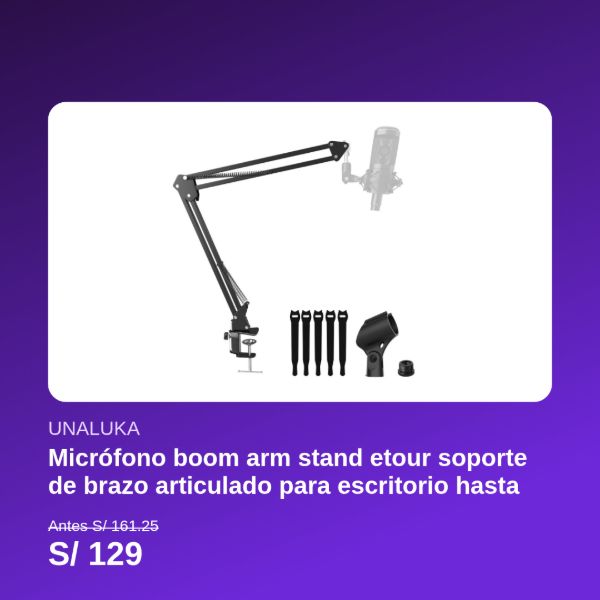 UNALUKA
Micrófono boom arm stand etour soporte
de brazo articulado para escritorio hasta
Antes S/ 161.25
S/ 129